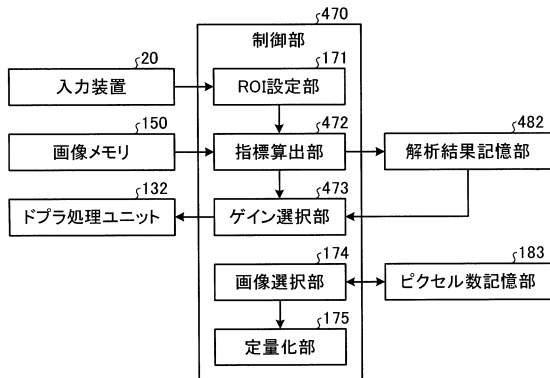 470
制御部
20
入力装置
171
ROI設定部
150
画像メモリ
472
指標算出部
482
解析結果記憶部
132
ドプラ処理ユニット
473
ゲイン選択部
174
画像選択部
183
ピクセル数記憶部
175
定量化部